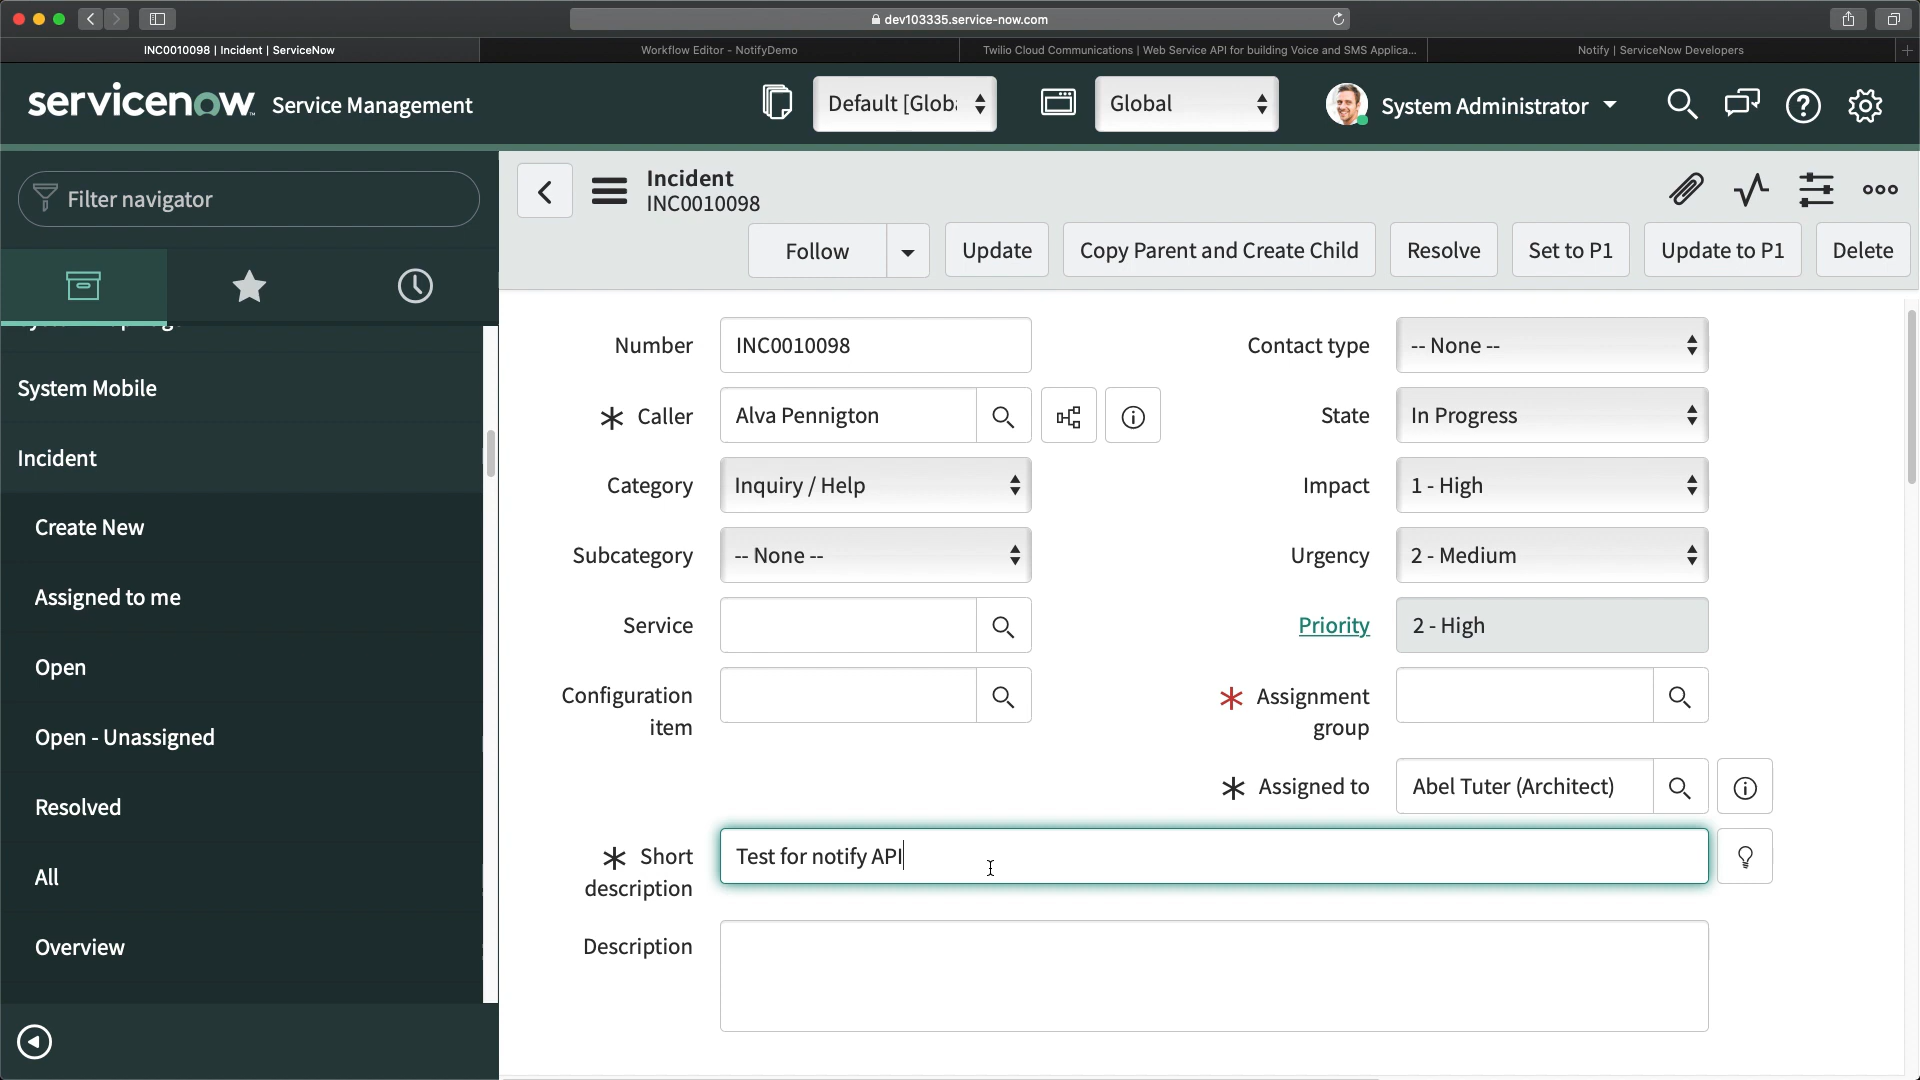 dev103335.service-now.com
INC0010098 | Incident | ServiceNow
Workflow Editor - NotifyDemo
Twilio Cloud Communications | Web Service API for building Voice and SMS Applica...
Notify | ServiceNow Developers
servicenow Service Management
Default [Globa
Global
System Administrator
Filter navigator
Incident
INC0010098
Follow
Update
Copy Parent and Create Child
Resolve
Set to P1
Update to P1
Delete
System Mobile
Incident
Create New
Assigned to me
Open
Open - Unassigned
Resolved
All
Overview
Number
INC0010098
Caller
Alva Pennigton
Category
Inquiry / Help
Subcategory
-- None --
Service
Configuration
item
Contact type
-- None --
State
In Progress
Impact
1 - High
Urgency
2 - Medium
Priority
2 - High
Assignment
group
Assigned to
Abel Tuter (Architect)
Short
description
Test for notify API
Description